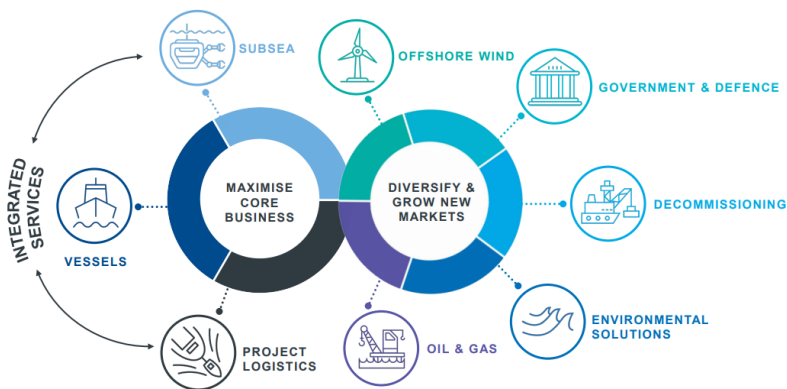 SUBSEA
OFFSHORE WIND
GOVERNMENT & DEFENCE
INTEGRATED
SERVICES
MAXIMISE
CORE
BUSINESS
DIVERSIFY &
GROW NEW
MARKETS
DECOMMISSIONING
VESSELS
ENVIRONMENTAL
SOLUTIONS
PROJECT
LOGISTICS
OIL & GAS